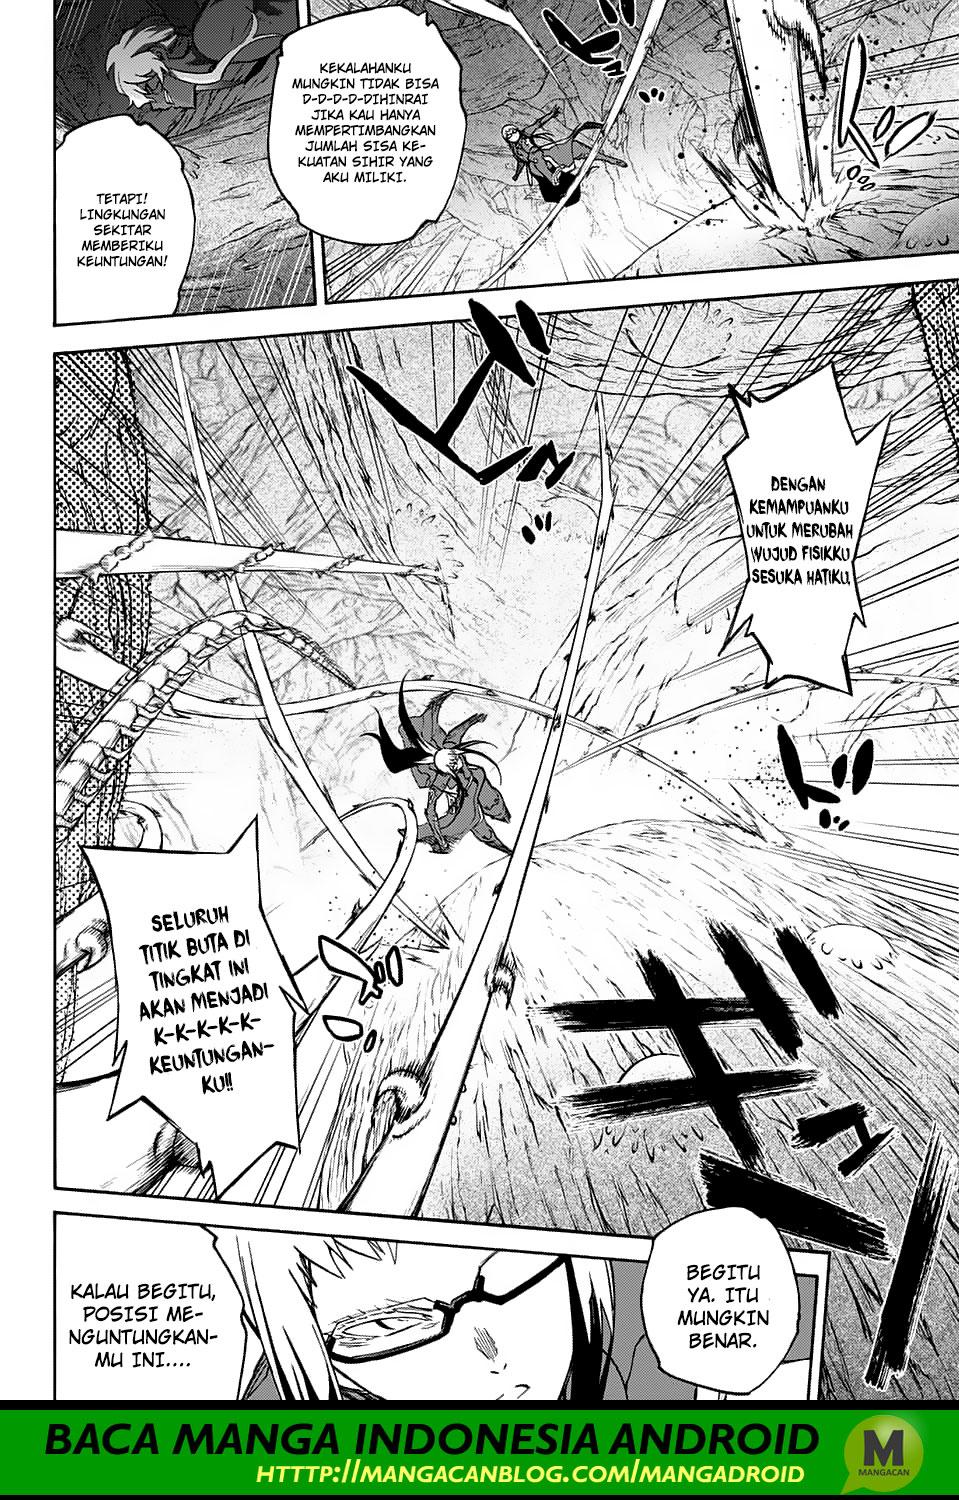 KEKALAHANKU
MUNGKIN TIDAK BISA
D-D-D-D-DIHINRAI
JIKA KAU HANYA
MEMPERTIMBANGKAN
JUMLAH SISA KE-
KUATAN SIHIR YANG
AKU MILIKI.
TETAPI!
LINGKUNGAN
SEKITAR
MEMBERIKU
KEUNTUNGAN!
DENGAN
KEMAMPUANKU
UNTUK MERUBAH
WUJUD FISIKKU
SESUKA HATIKU.
SELURUH
TITIK BUTA DI
TINGKAT INI
AKAN MENJADI
K-K-K-K-K-
KEUNTUNGAN-
KU!!
BEGITU
YA. ITU
MUNGKIN
BENAR.
KALAU BEGITU,
POSISI ME-
NGUNTUNGKAN-
MU INI....
BACA MANGA INDONESIA ANDROID
HTTTP://MANGACANBLOG.COM/MANGADROID
M
MANGACAN